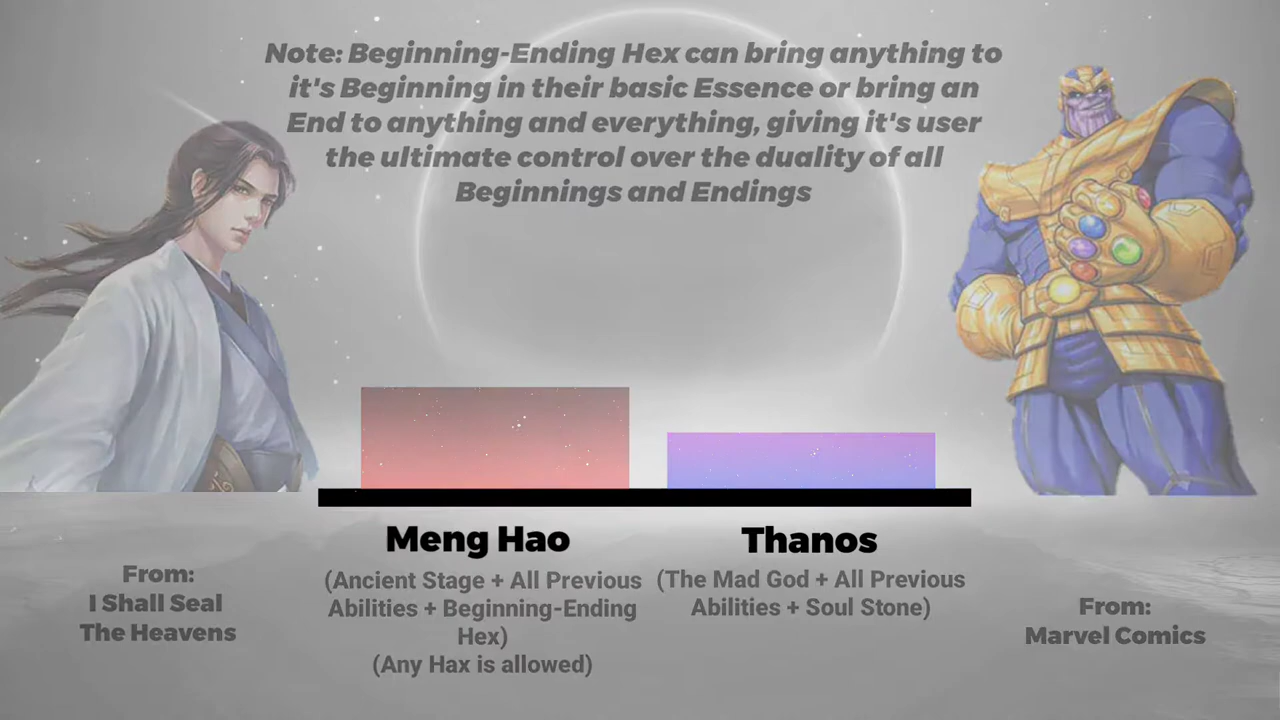 Note: Beginning-Ending Hex can bring anything to
it's Beginning in their basic Essence or bring an
End to anything and everything, giving it's user
the ultimate control over the duality of all
Beginnings and Endings
Meng Hao
(Ancient Stage + All Previous
Abilities + Beginning-Ending
Hex)
(Any Hax is allowed)
Thanos
(The Mad God + All Previous
Abilities + Soul Stone)
From:
I Shall Seal
The Heavens
From:
Marvel Comics